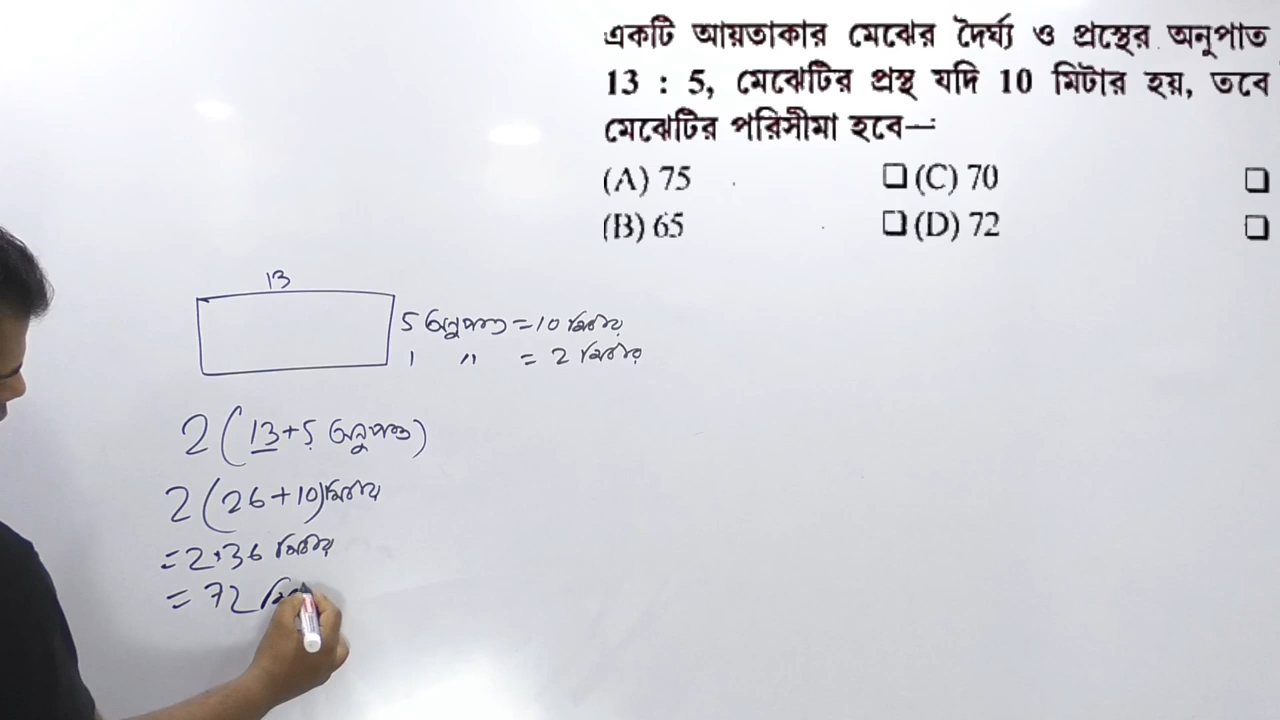 একটি আয়তাকার মেঝের দৈর্ঘ্য ও প্রস্থের অনুপাত
13 : 5, মেঝেটির প্রস্থ যদি 10 মিটার হয়, তবে
মেঝেটির পরিসীমা হবে—
(A) 75 (C) 70
(B) 65 (D) 72
13
5 অনুপাত = 10 মিটার
1 〃 = 2 মিটার
2 (13+5 অনুপাত)
2 (26+10) মিটার
= 2×36 মিটার
= 72